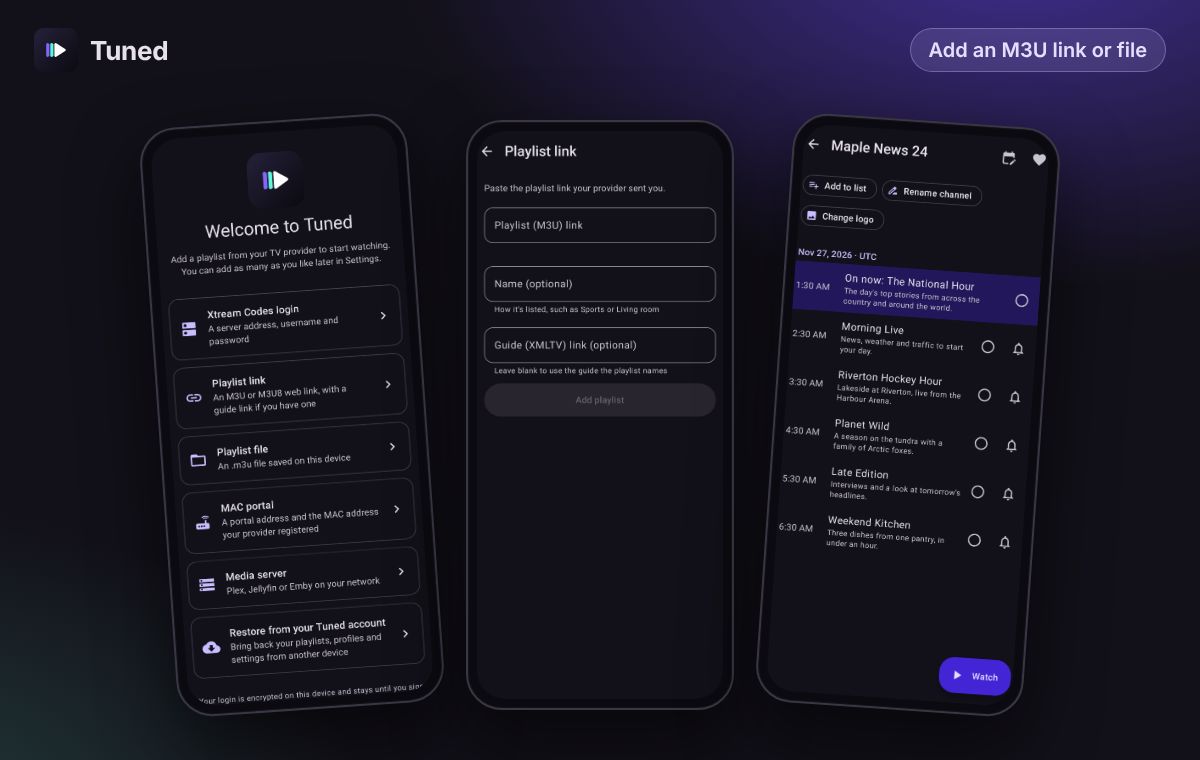 Tuned
Add an M3U link or file
Welcome to Tuned
Add a playlist from your TV provider to start watching.
You can add as many as you like later in Settings.
Xtream Codes login
A server address, username and
password
Playlist link
An M3U or M3U8 web link, with a
guide link if you have one
Playlist file
An .m3u file saved on this device
MAC portal
A portal address and the MAC address
your provider registered
Media server
Plex, Jellyfin or Emby on your network
Restore from your Tuned account
Bring back your playlists, profiles and
settings from another device
Your login is encrypted on this device and stays until you
Playlist link
Paste the playlist link your provider sent you.
Playlist (M3U) link
Name (optional)
How it's listed, such as Sports or Living room
Guide (XMLTV) link (optional)
Leave blank to use the guide the playlist names
Add playlist
Maple News 24
Add to list
Rename channel
Change logo
Nov 27, 2026 · UTC
1:30 AM
On now: The National Hour
The day's top stories from across the
country and around the world.
2:30 AM
Morning Live
News, weather and traffic to start
your day.
3:30 AM
Riverton Hockey Hour
Lakeside at Riverton, live from the
Harbour Arena.
4:30 AM
Planet Wild
A season on the tundra with a
family of Arctic foxes.
5:30 AM
Late Edition
Interviews and a look at tomorrow's
headlines.
6:30 AM
Weekend Kitchen
Three dishes from one pantry, in
under an hour.
Watch